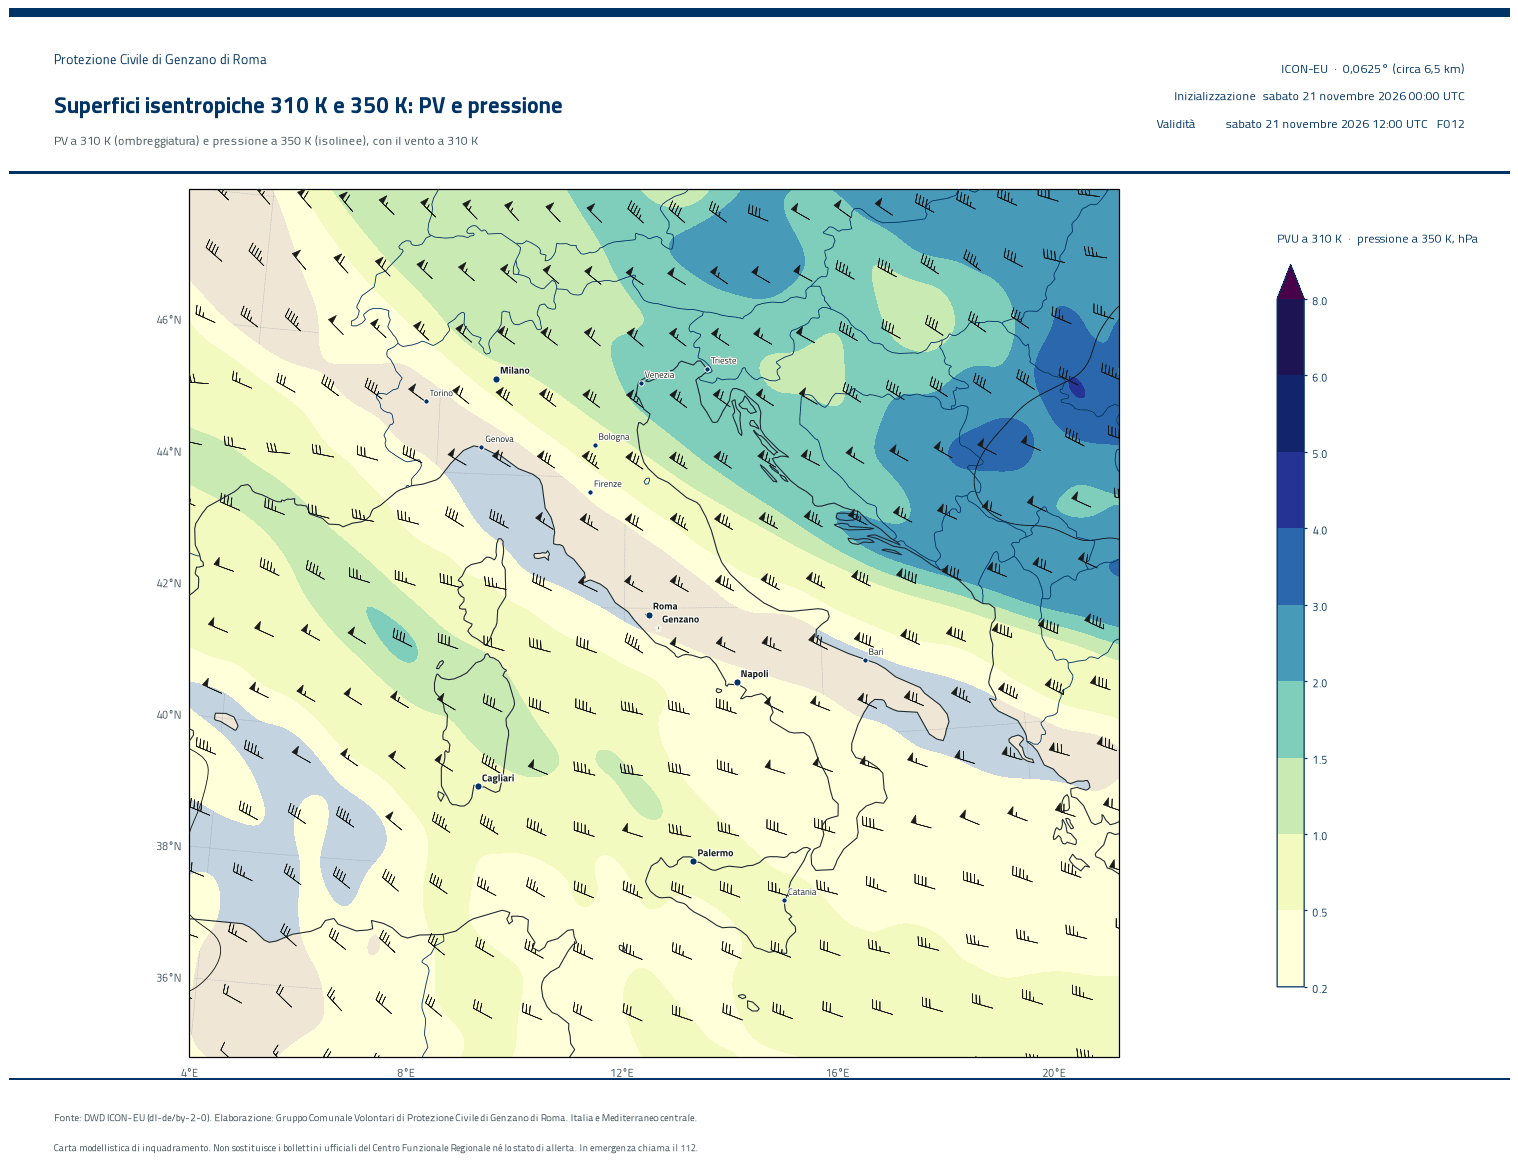 Protezione Civile di Genzano di Roma
Superfici isentropiche 310 K e 350 K: PV e pressione
PV a 310 K (ombreggiatura) e pressione a 350 K (isolinee), con il vento a 310 K
ICON-EU · 0,0625° (circa 6,5 km)
Inizializzazione sabato 21 novembre 2026 00:00 UTC
Validità sabato 21 novembre 2026 12:00 UTC F012
PVU a 310 K · pressione a 350 K, hPa
8.0
6.0
5.0
4.0
3.0
2.0
1.5
1.0
0.5
0.2
46°N
44°N
42°N
40°N
38°N
36°N
4°E
8°E
12°E
16°E
20°E
Trieste
Venezia
Milano
Torino
Bologna
Genova
Firenze
Roma
Genzano
Bari
Napoli
Cagliari
Palermo
Catania
Fonte: DWD ICON-EU (dl-de/by-2-0). Elaborazione: Gruppo Comunale Volontari di Protezione Civile di Genzano di Roma. Italia e Mediterraneo centrale.
Carta modellistica di inquadramento. Non sostituisce i bollettini ufficiali del Centro Funzionale Regionale né lo stato di allerta. In emergenza chiama il 112.